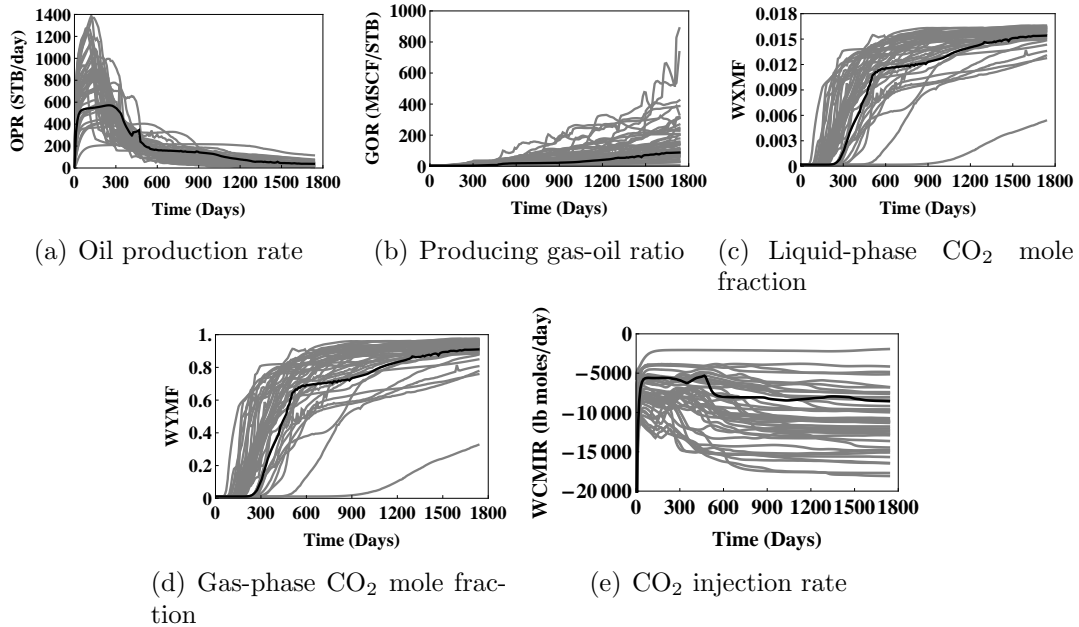 OPR (STB/day)
1400
1200
1000
800
600
400
200
0
0 300 600 900 1200 1500 1800
Time (Days)
(a) Oil production rate
GOR (MSCF/STB)
1000
800
600
400
200
0
0 300 600 900 1200 1500 1800
Time (Days)
(b) Producing gas-oil ratio
WXMF
0.018
0.015
0.012
0.009
0.006
0.003
0
0 300 600 900 1200 1500 1800
Time (Days)
(c) Liquid-phase CO₂ mole
fraction
WYMF
1.
0.8
0.6
0.4
0.2
0
0 300 600 900 1200 1500 1800
Time (Days)
(d) Gas-phase CO₂ mole frac-
tion
WCMIR (lb moles/day)
0
−5000
−10 000
−15 000
−20 000
0 300 600 900 1200 1500 1800
Time (Days)
(e) CO₂ injection rate